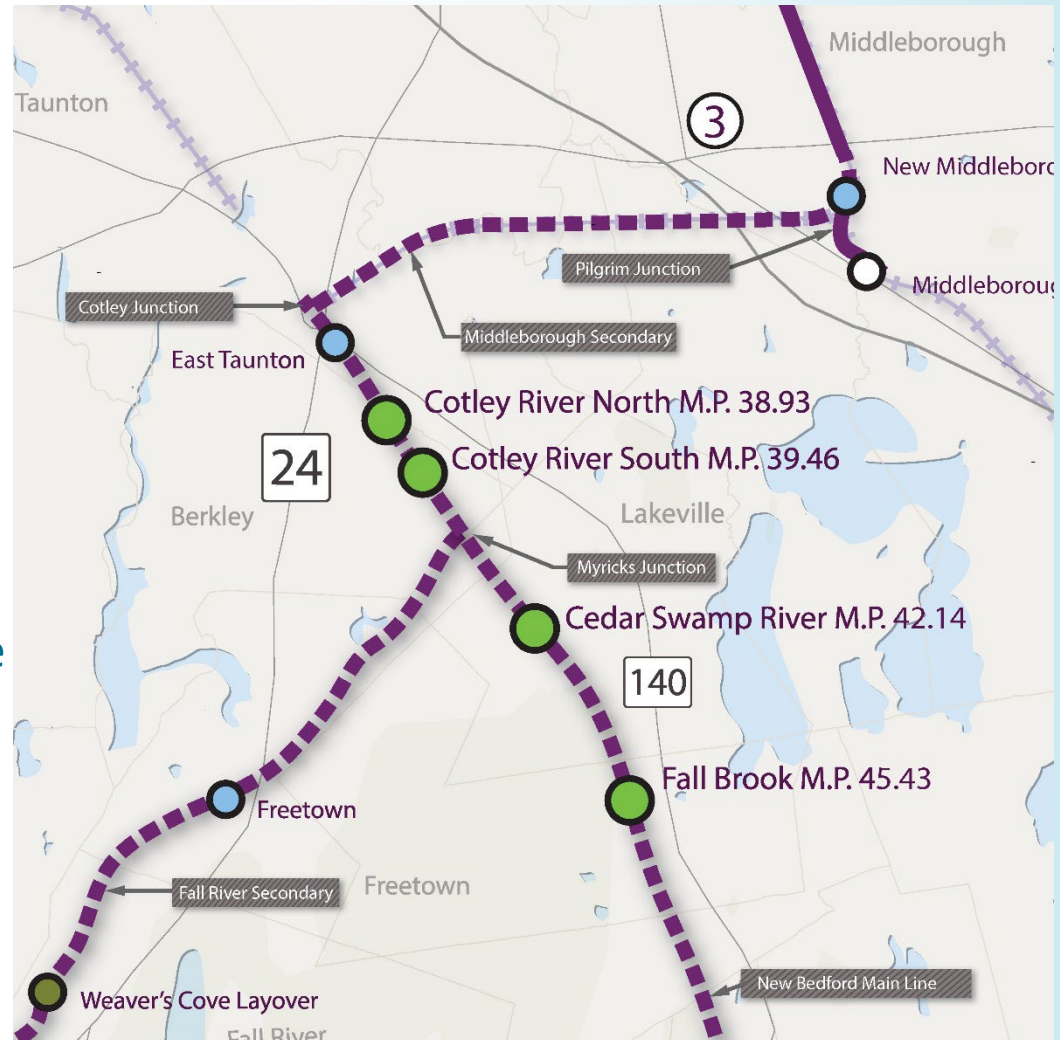 Middleborough
Taunton
3
New Middleboro
Pilgrim Junction
Cotley Junction
Middleboroug
Middleborough Secondary
East Taunton
Cotley River North M.P. 38.93
24
Cotley River South M.P. 39.46
Berkley
Lakeville
Myricks Junction
Cedar Swamp River M.P. 42.14
140
Fall Brook M.P. 45.43
Freetown
Fall River Secondary
Freetown
New Bedford Main Line
Weaver's Cove Layover
Fall River
e